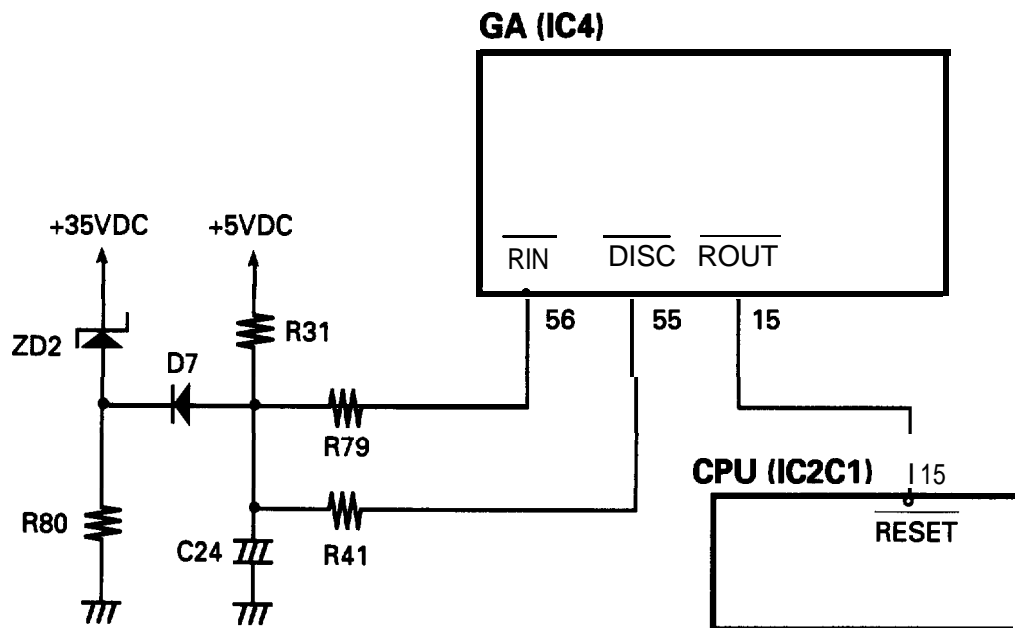 GA (IC4)
+35VDC
+5VDC
RIN
DISC
ROUT
56
55
15
R31
ZD2
D7
R79
CPU (IC2C1)
15
R80
C24
R41
RESET